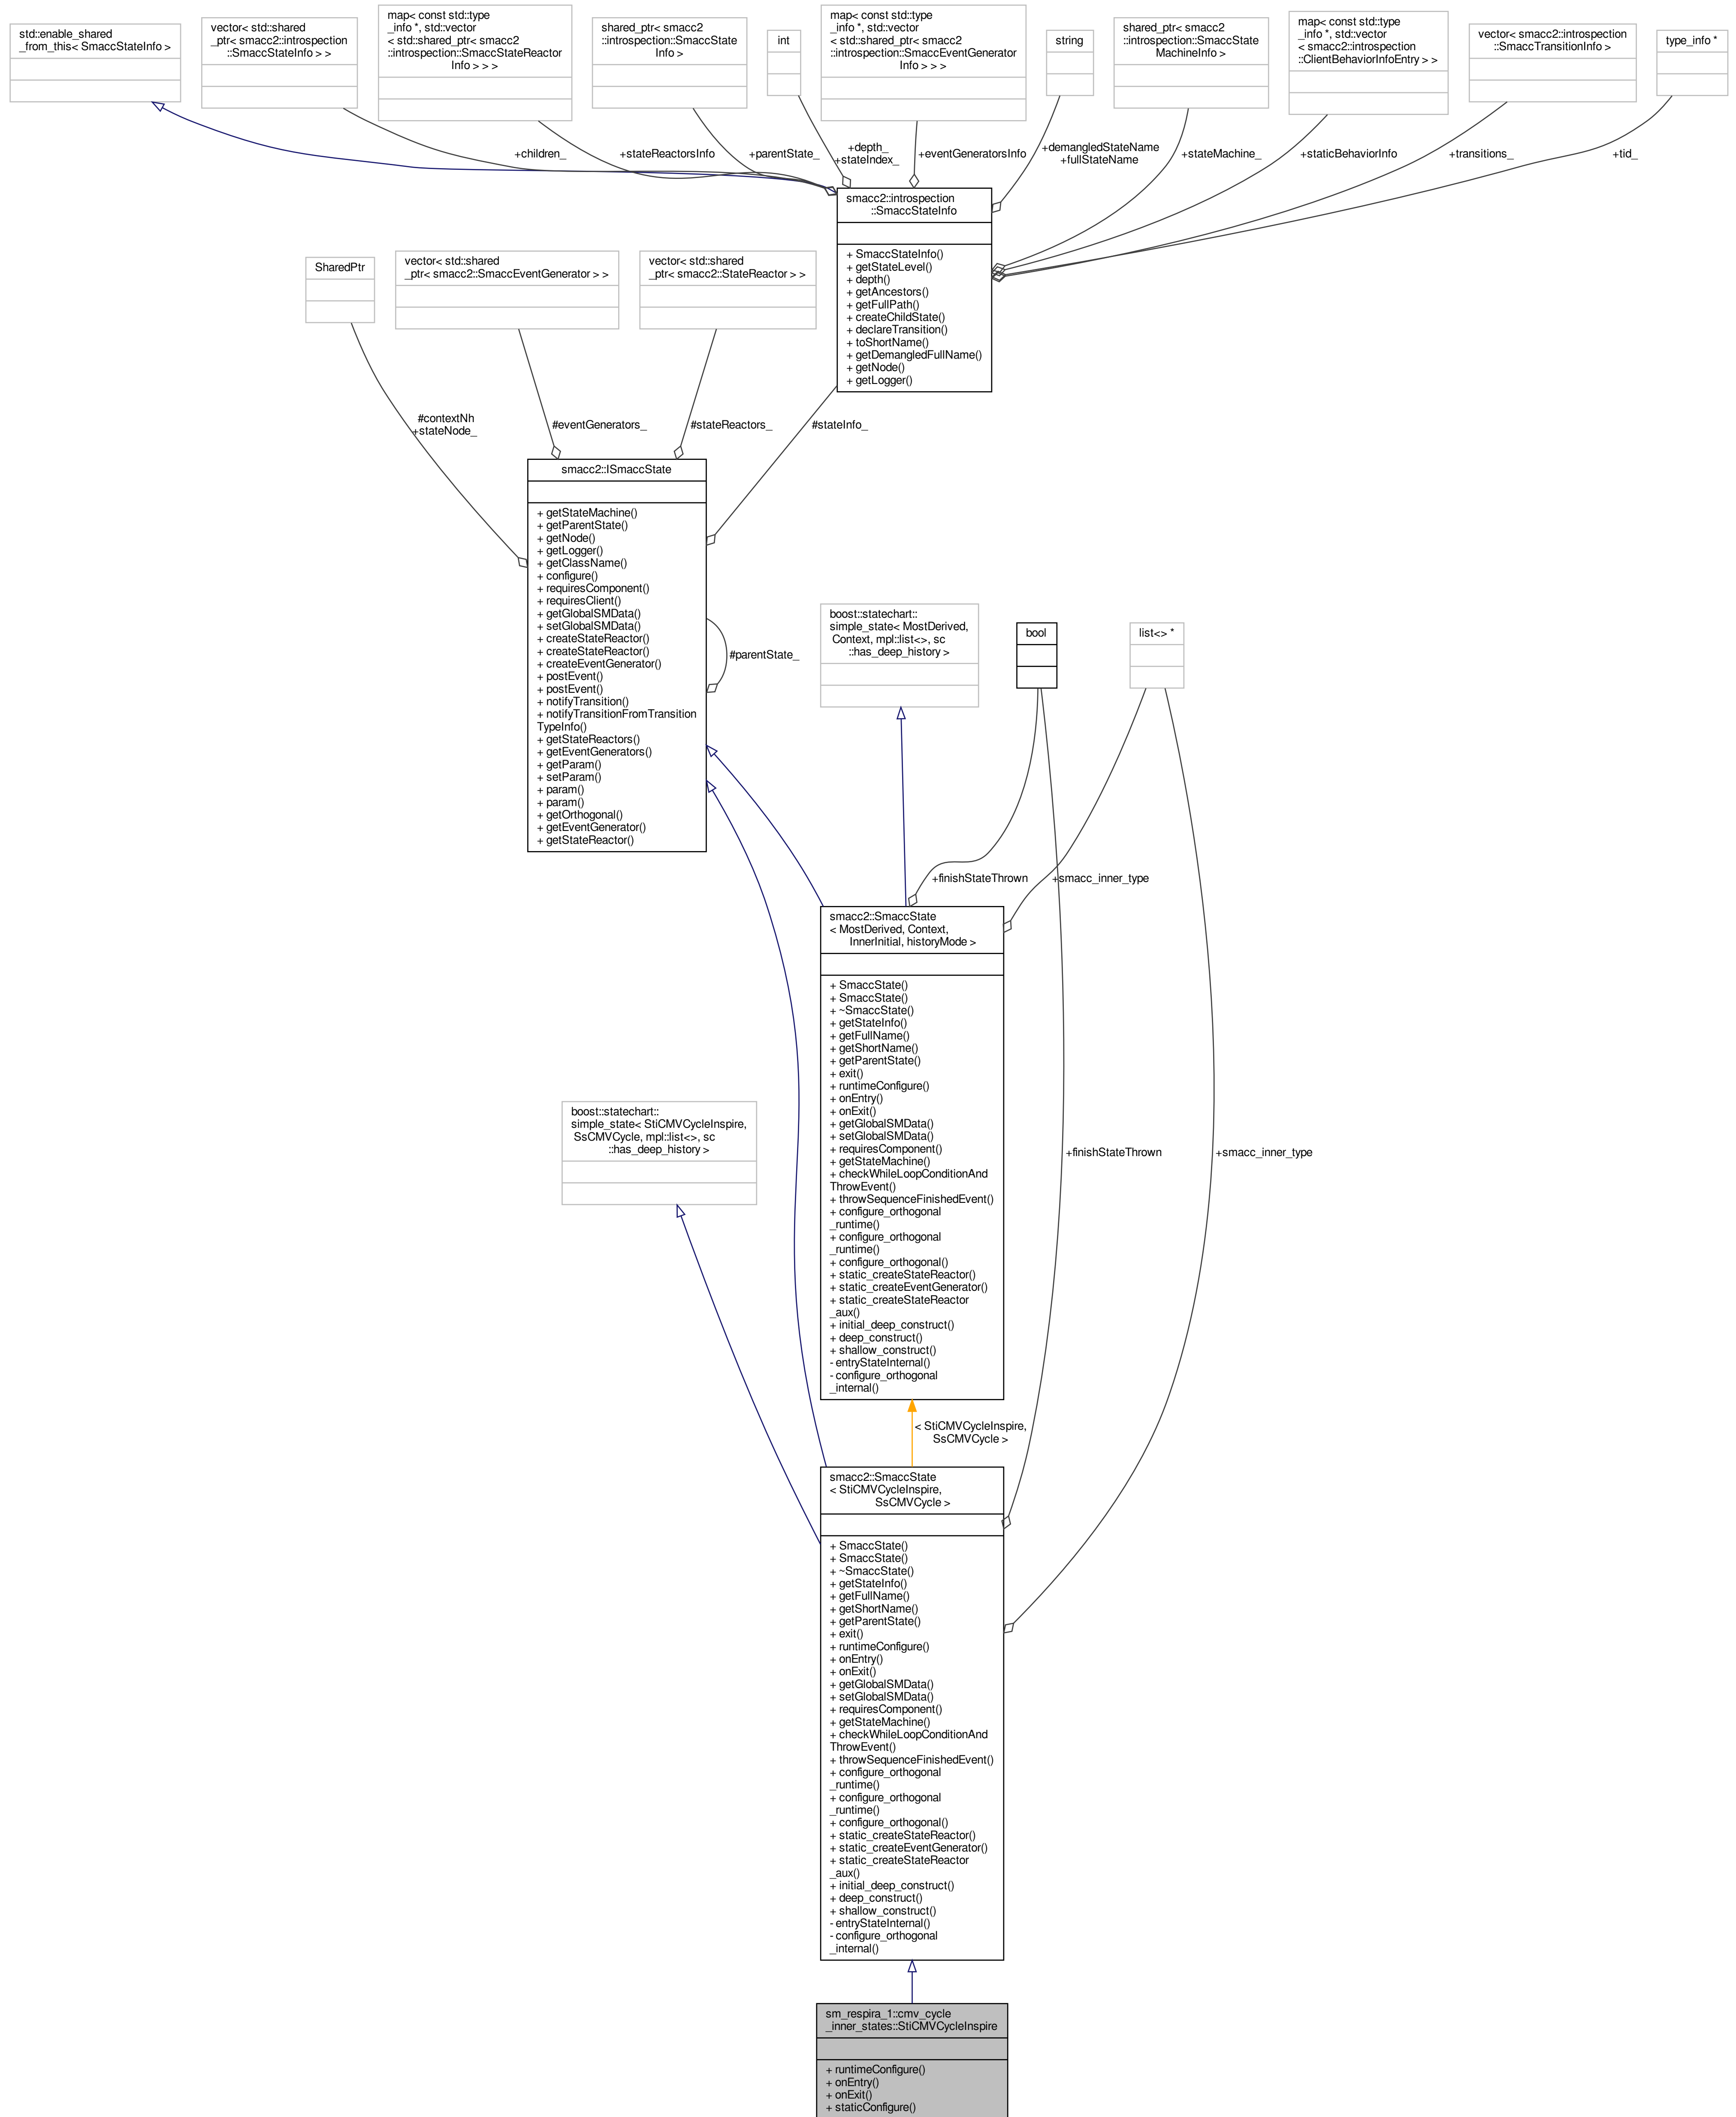 std::enable_shared
_from_this< SmaccStateInfo >
vector< std::shared
_ptr< smacc2::introspection
::SmaccStateInfo > >
map< const std::type
_info *, std::vector
< std::shared_ptr< smacc2
::introspection::SmaccStateReactor
Info > > >
shared_ptr< smacc2
::introspection::SmaccState
Info >
int
map< const std::type
_info *, std::vector
< std::shared_ptr< smacc2
::introspection::SmaccEventGenerator
Info > > >
string
shared_ptr< smacc2
::introspection::SmaccState
MachineInfo >
map< const std::type
_info *, std::vector
< smacc2::introspection
::ClientBehaviorInfoEntry > >
vector< smacc2::introspection
::SmaccTransitionInfo >
type_info *
+children_
+stateReactorsInfo
+parentState_
+depth_
+stateIndex_
+eventGeneratorsInfo
+demangledStateName
+fullStateName
+stateMachine_
+staticBehaviorInfo
+transitions_
+tid_
smacc2::introspection
::SmaccStateInfo
+ SmaccStateInfo()
+ getStateLevel()
+ depth()
+ getAncestors()
+ getFullPath()
+ createChildState()
+ declareTransition()
+ toShortName()
+ getDemangledFullName()
+ getNode()
+ getLogger()
SharedPtr
vector< std::shared
_ptr< smacc2::SmaccEventGenerator > >
vector< std::shared
_ptr< smacc2::StateReactor > >
#contextNh
+stateNode_
#eventGenerators_
#stateReactors_
#stateInfo_
smacc2::ISmaccState
+ getStateMachine()
+ getParentState()
+ getNode()
+ getLogger()
+ getClassName()
+ configure()
+ requiresComponent()
+ requiresClient()
+ getGlobalSMData()
+ setGlobalSMData()
+ createStateReactor()
+ createStateReactor()
+ createEventGenerator()
+ postEvent()
+ postEvent()
+ notifyTransition()
+ notifyTransitionFromTransition
TypeInfo()
+ getStateReactors()
+ getEventGenerators()
+ getParam()
+ setParam()
+ param()
+ param()
+ getOrthogonal()
+ getEventGenerator()
+ getStateReactor()
#parentState_
boost::statechart::
simple_state< MostDerived,
Context, mpl::list<>, sc
::has_deep_history >
bool
list<> *
+finishStateThrown
+smacc_inner_type
smacc2::SmaccState
< MostDerived, Context,
InnerInitial, historyMode >
+ SmaccState()
+ SmaccState()
+ ~SmaccState()
+ getStateInfo()
+ getFullName()
+ getShortName()
+ getParentState()
+ exit()
+ runtimeConfigure()
+ onEntry()
+ onExit()
+ getGlobalSMData()
+ setGlobalSMData()
+ requiresComponent()
+ getStateMachine()
+ checkWhileLoopConditionAnd
ThrowEvent()
+ throwSequenceFinishedEvent()
+ configure_orthogonal
_runtime()
+ configure_orthogonal
_runtime()
+ configure_orthogonal()
+ static_createStateReactor()
+ static_createEventGenerator()
+ static_createStateReactor
_aux()
+ initial_deep_construct()
+ deep_construct()
+ shallow_construct()
- entryStateInternal()
- configure_orthogonal
_internal()
boost::statechart::
simple_state< StiCMVCycleInspire,
SsCMVCycle, mpl::list<>, sc
::has_deep_history >
+finishStateThrown
+smacc_inner_type
< StiCMVCycleInspire,
SsCMVCycle >
smacc2::SmaccState
< StiCMVCycleInspire,
SsCMVCycle >
+ SmaccState()
+ SmaccState()
+ ~SmaccState()
+ getStateInfo()
+ getFullName()
+ getShortName()
+ getParentState()
+ exit()
+ runtimeConfigure()
+ onEntry()
+ onExit()
+ getGlobalSMData()
+ setGlobalSMData()
+ requiresComponent()
+ getStateMachine()
+ checkWhileLoopConditionAnd
ThrowEvent()
+ throwSequenceFinishedEvent()
+ configure_orthogonal
_runtime()
+ configure_orthogonal
_runtime()
+ configure_orthogonal()
+ static_createStateReactor()
+ static_createEventGenerator()
+ static_createStateReactor
_aux()
+ initial_deep_construct()
+ deep_construct()
+ shallow_construct()
- entryStateInternal()
- configure_orthogonal
_internal()
sm_respira_1::cmv_cycle
_inner_states::StiCMVCycleInspire
+ runtimeConfigure()
+ onEntry()
+ onExit()
+ staticConfigure()